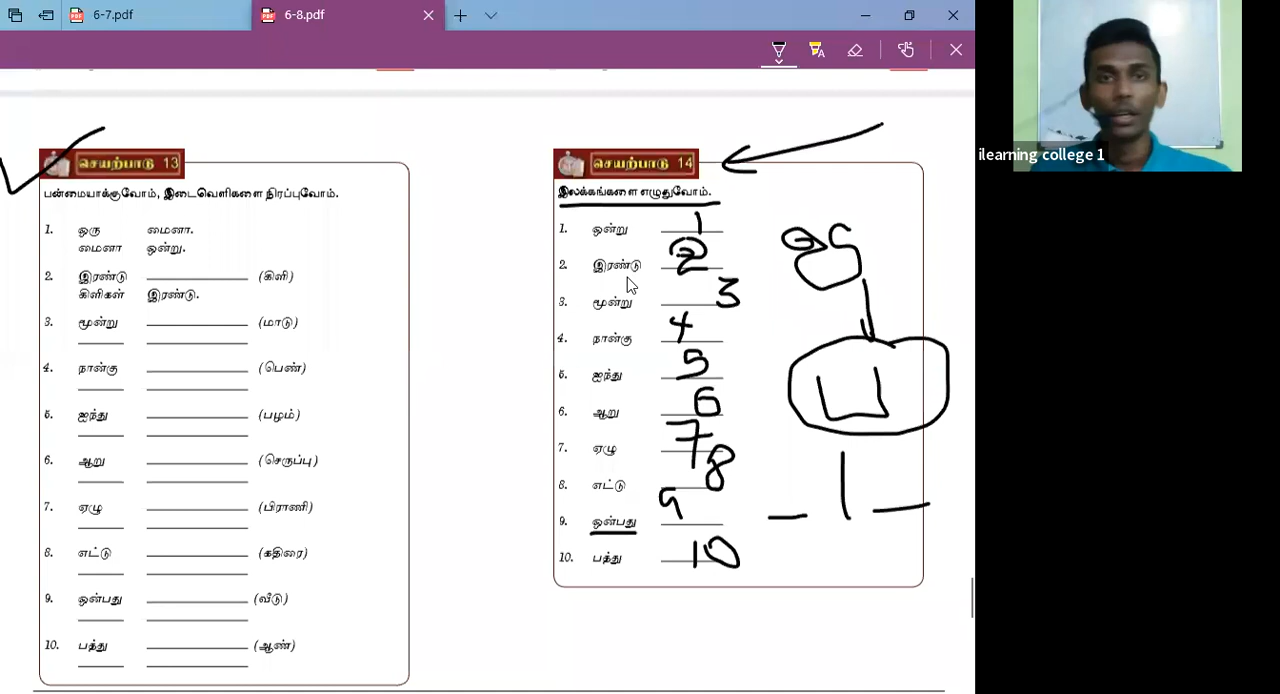 6-7.pdf
6-8.pdf
செயற்பாடு 13
பன்மையாக்குவோம், இடைவெளிகளை நிரப்புவோம்.
1. ஒரு மைனா.
மைனா ஒன்று.
2. இரண்டு (கிளி)
கிளிகள் இரண்டு.
3. மூன்று (மாடு)
4. நான்கு (பெண்)
5. ஐந்து (பழம்)
6. ஆறு (செருப்பு)
7. ஏழு (பிராணி)
8. எட்டு (கதிரை)
9. ஒன்பது (வீடு)
10. பத்து (ஆண்)
செயற்பாடு 14
இலக்கங்களை எழுதுவோம்.
1. ஒன்று 1
2. இரண்டு 2
3. மூன்று 3
4. நான்கு 4
5. ஐந்து 5
6. ஆறு 6
7. ஏழு 7
8. எட்டு 8
9. ஒன்பது 9
10. பத்து 10
ilearning college 1